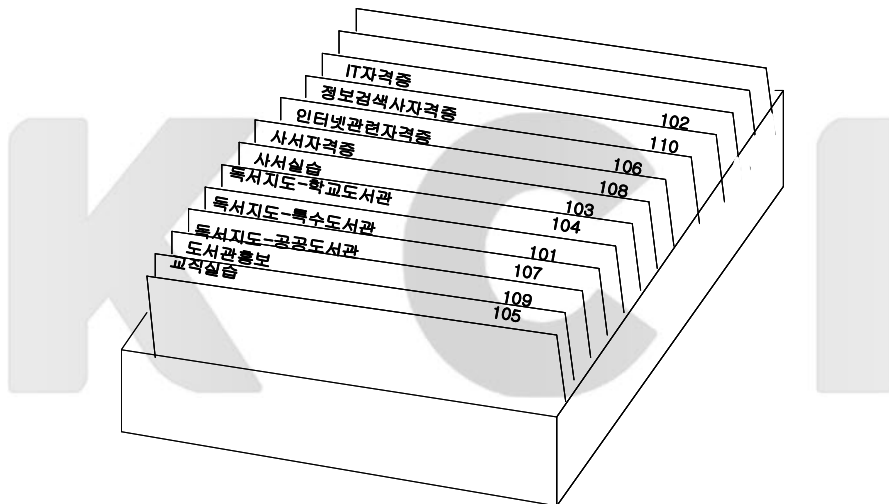 IT자격증 102
정보검색사자격증 110
인터넷관련자격증 106
사서자격증 108
사서실습 103
독서지도-학교도서관 104
독서지도-특수도서관 101
독서지도-공공도서관 107
도서관홍보 109
교직실습 105
KCI